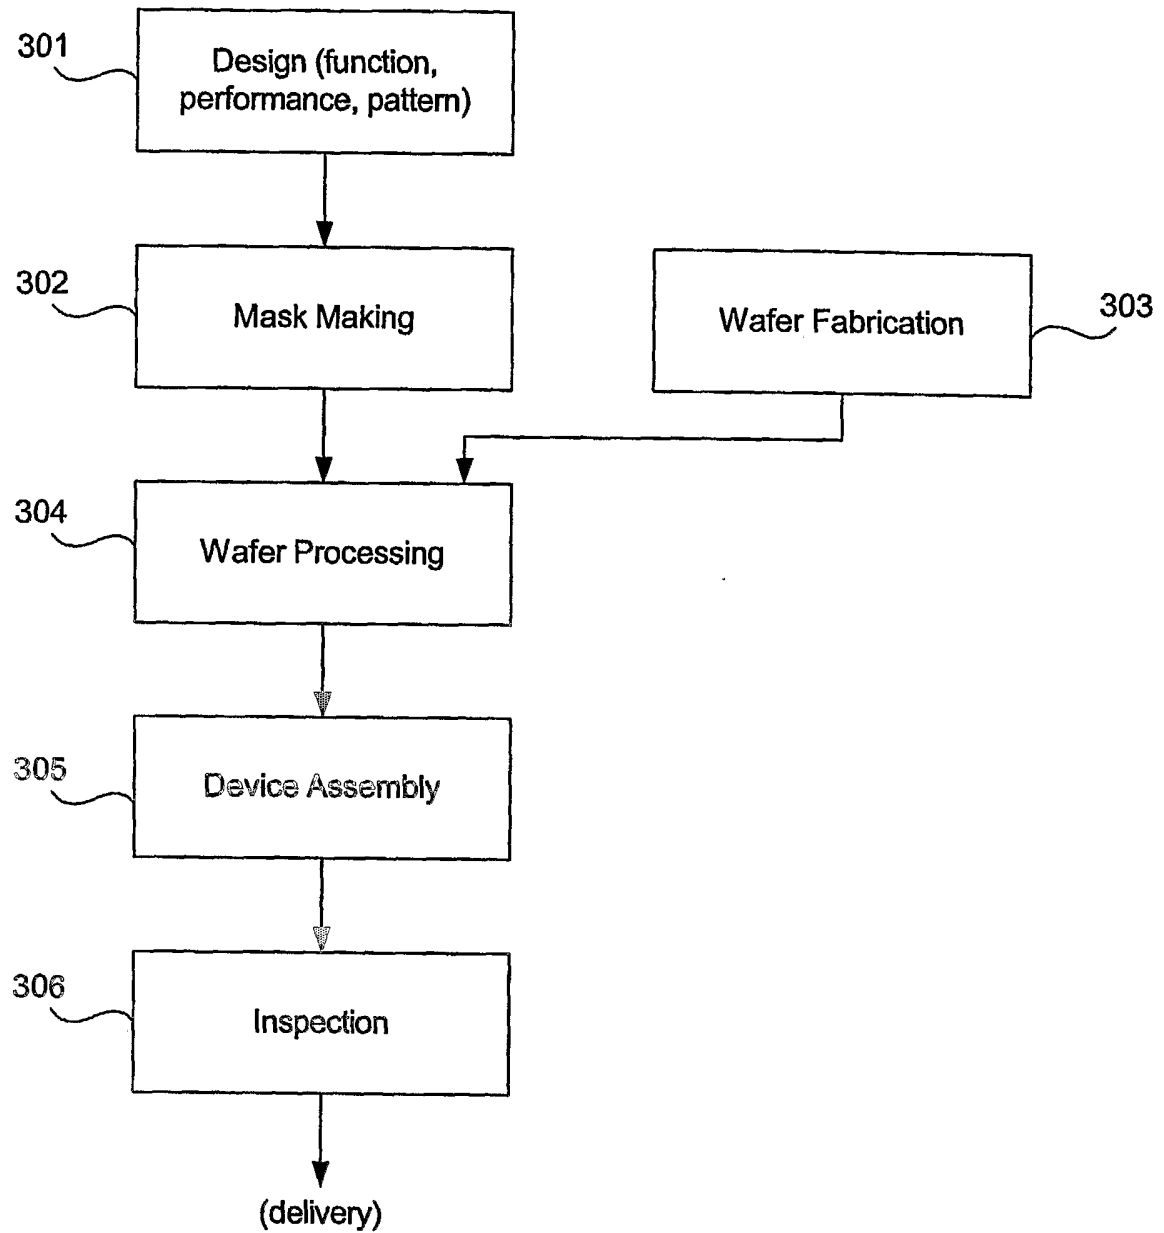 301
Design (function,
performance, pattern)
302
Mask Making
Wafer Fabrication
303
304
Wafer Processing
305
Device Assembly
306
Inspection
(delivery)